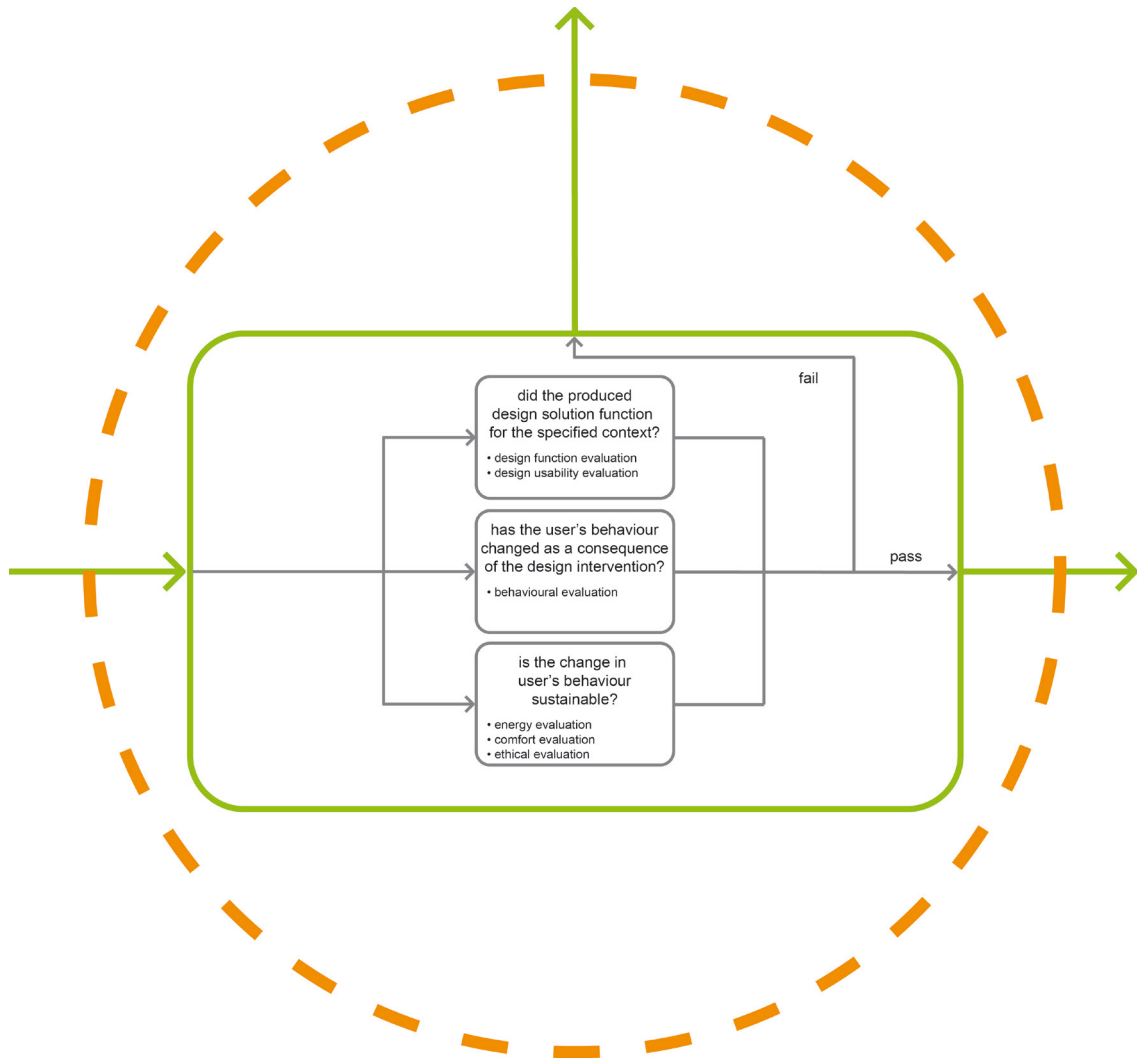 fail
did the produced
design solution function
for the specified context?
• design function evaluation
• design usability evaluation
has the user's behaviour
changed as a consequence
of the design intervention?
• behavioural evaluation
pass
is the change in
user's behaviour
sustainable?
• energy evaluation
• comfort evaluation
• ethical evaluation